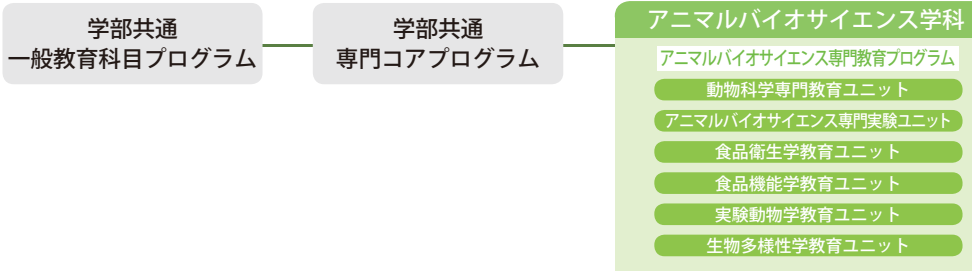 学部共通
一般教育科目プログラム
学部共通
専門コアプログラム
アニマルバイオサイエンス学科
アニマルバイオサイエンス専門教育プログラム
動物科学専門教育ユニット
アニマルバイオサイエンス専門実験ユニット
食品衛生学教育ユニット
食品機能学教育ユニット
実験動物学教育ユニット
生物多様性学教育ユニット